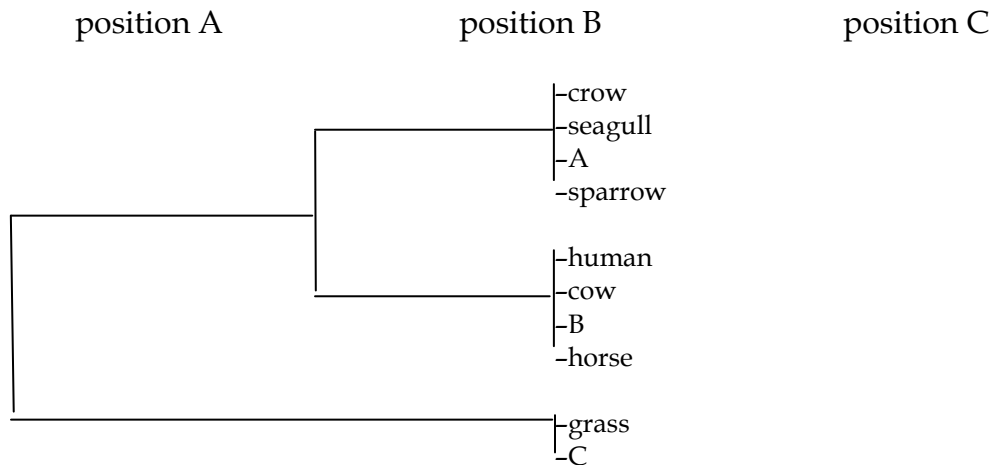 position A position B position C
–crow
–seagull
–A
–sparrow
–human
–cow
–B
–horse
–grass
–C